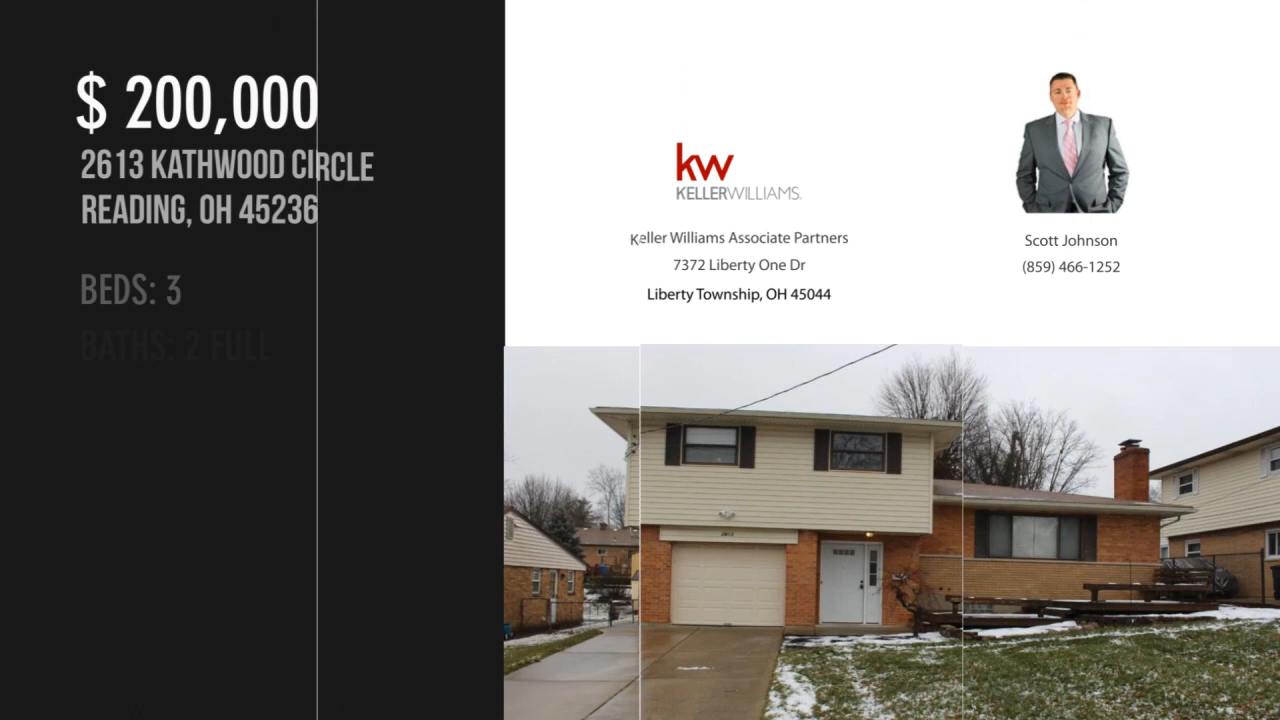 $ 200,000
2613 KATHWOOD CIRCLE
READING, OH 45236
BEDS: 3
BATHS: 2 FULL
kw
KELLERWILLIAMS.
Keller Williams Associate Partners
7372 Liberty One Dr
Liberty Township, OH 45044
Scott Johnson
(859) 466-1252
2613